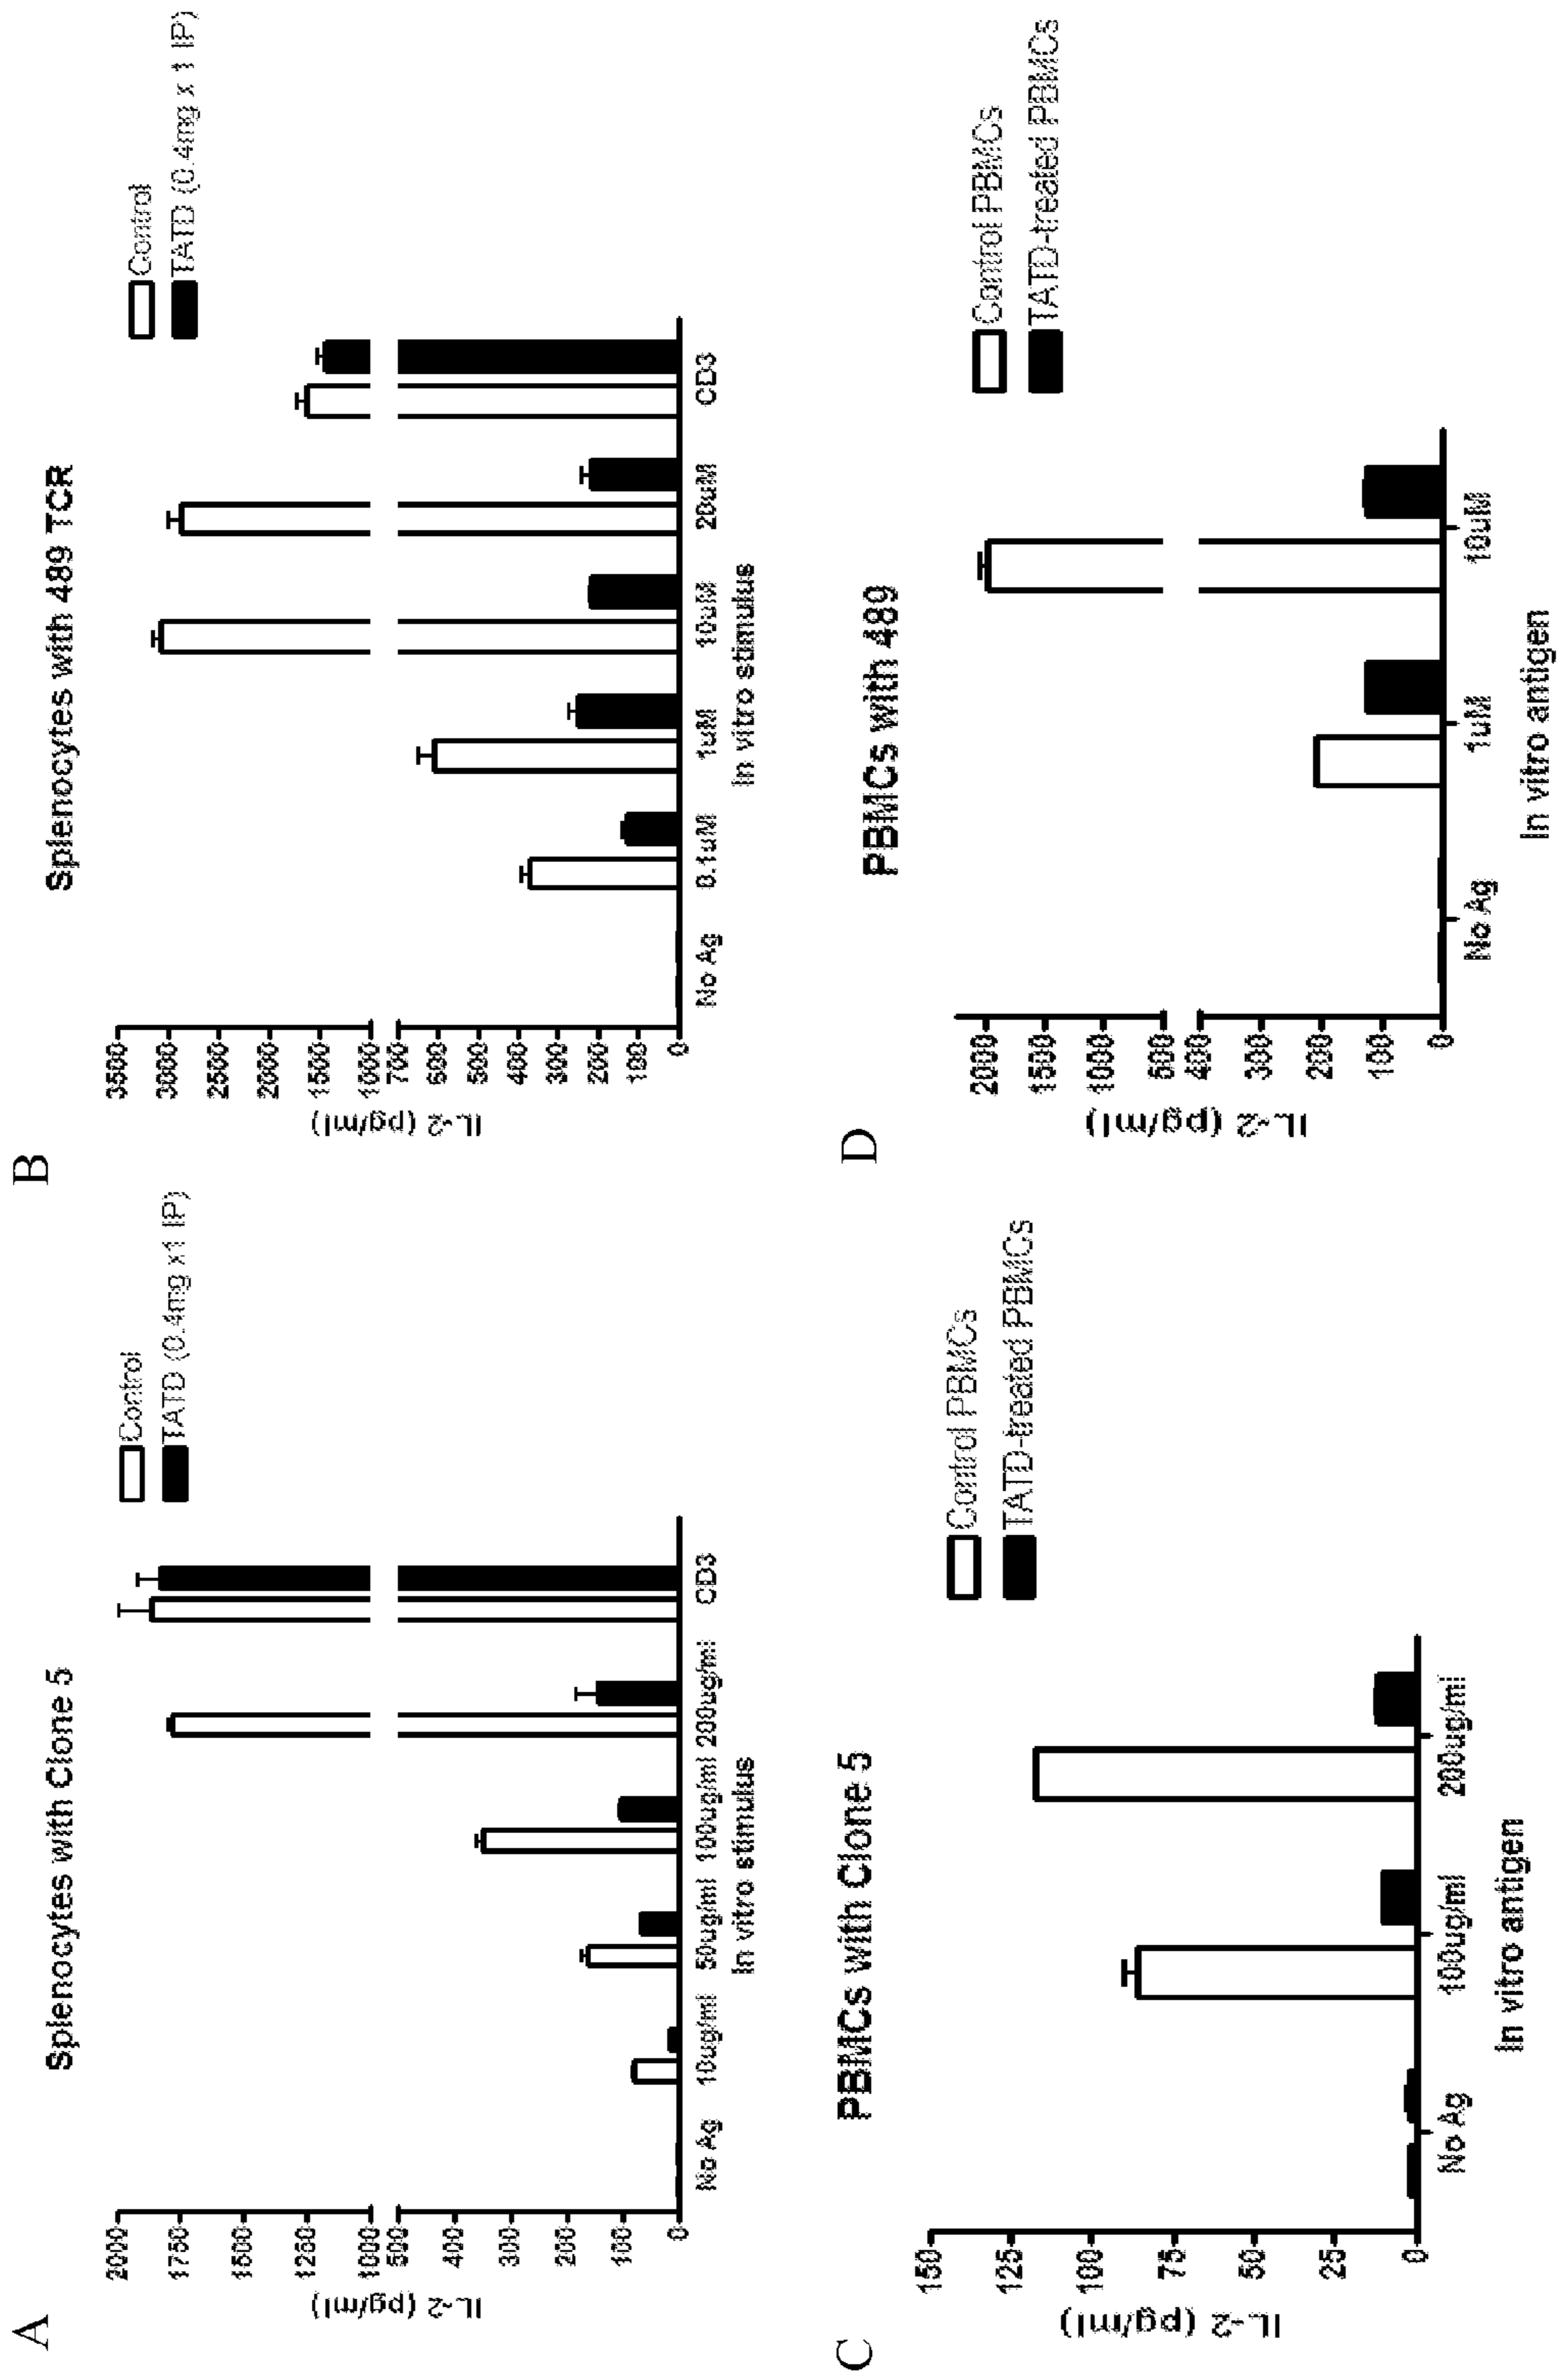 A
Splenocytes with Clone 5
Control
TATD (0.4mg x1 IP)
IL-2 (pg/ml)
2000
1750
1500
1250
1000
500
400
300
200
100
0
No Ag
10ug/ml
50ug/ml
100ug/ml
200ug/ml
CD3
In vitro stimulus
B
Splenocytes with 489 TCR
Control
TATD (0.4mg x 1 IP)
IL-2 (pg/ml)
3500
3000
2500
2000
1500
1000
700
600
500
400
300
200
100
0
No Ag
0.1uM
1uM
10uM
20uM
CD3
In vitro stimulus
C
PBMCs with Clone 5
Control PBMCs
TATD-treated PBMCs
IL-2 (pg/ml)
150
125
100
75
50
25
0
No Ag
100ug/ml
200ug/ml
In vitro antigen
D
PBMCs with 489
Control PBMCs
TATD-treated PBMCs
IL-2 (pg/ml)
2000
1500
1000
500
400
300
200
100
0
No Ag
1uM
10uM
In vitro antigen